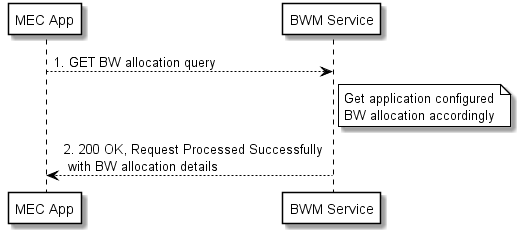 MEC App
BWM Service
1. GET BW allocation query
Get application configured
BW allocation accordingly
2. 200 OK, Request Processed Successfully
with BW allocation details
MEC App
BWM Service